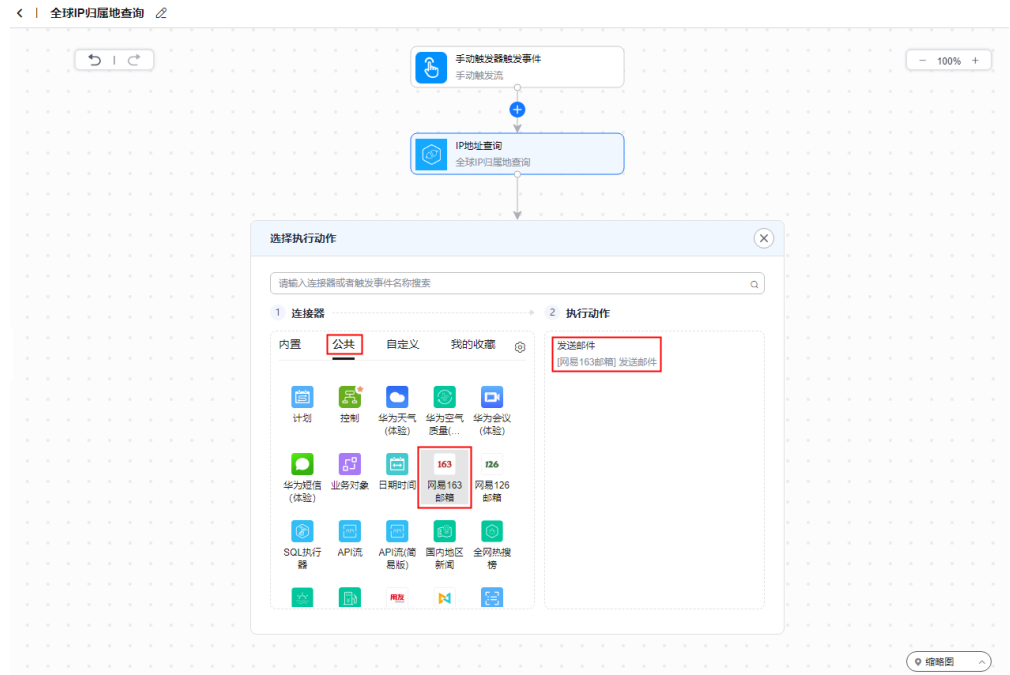 全球IP归属地查询
100%
手动触发器触发事件
手动触发流
IP地址查询
全球IP归属地查询
选择执行动作
请输入连接器或者触发事件名称搜索
1 连接器
2 执行动作
内置 公共 自定义 我的收藏
发送邮件
[网易163邮箱] 发送邮件
计划 控制 华为天气 华为空气 华为会议
(体验) 质量(... (体验)
163 126
华为短信 业务对象 日期时间 网易163 网易126
(体验) 邮箱 邮箱
SQL执行 API流 API流(简 国内地区 全网热搜
器 易版) 新闻 榜
用友
缩略图